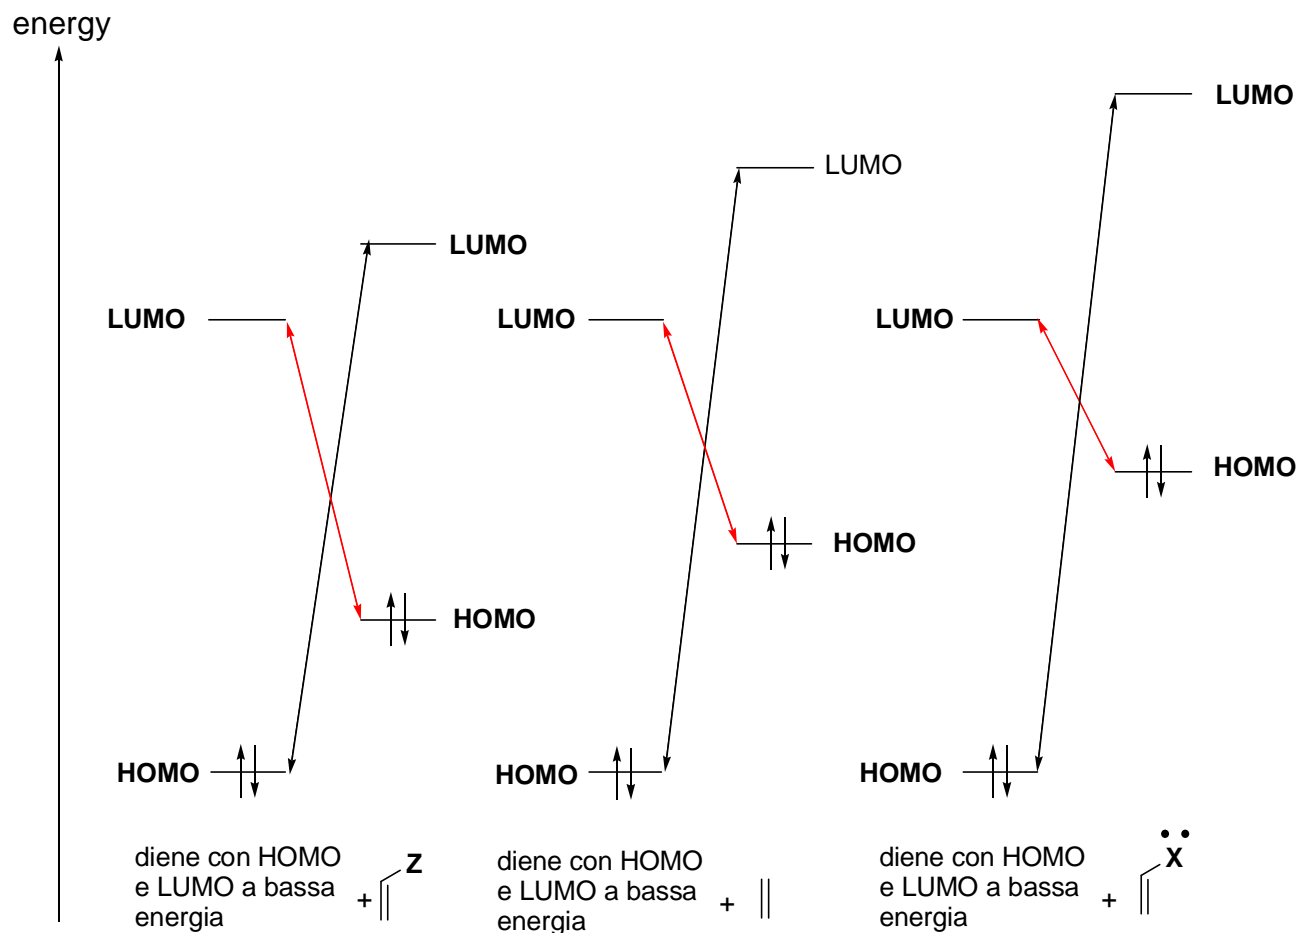 energy
LUMO
LUMO
LUMO
LUMO
LUMO
LUMO
HOMO
HOMO
HOMO
HOMO
HOMO
HOMO
diene con HOMO
e LUMO a bassa
energia
+
Z
diene con HOMO
e LUMO a bassa
energia
+
diene con HOMO
e LUMO a bassa
energia
+
X